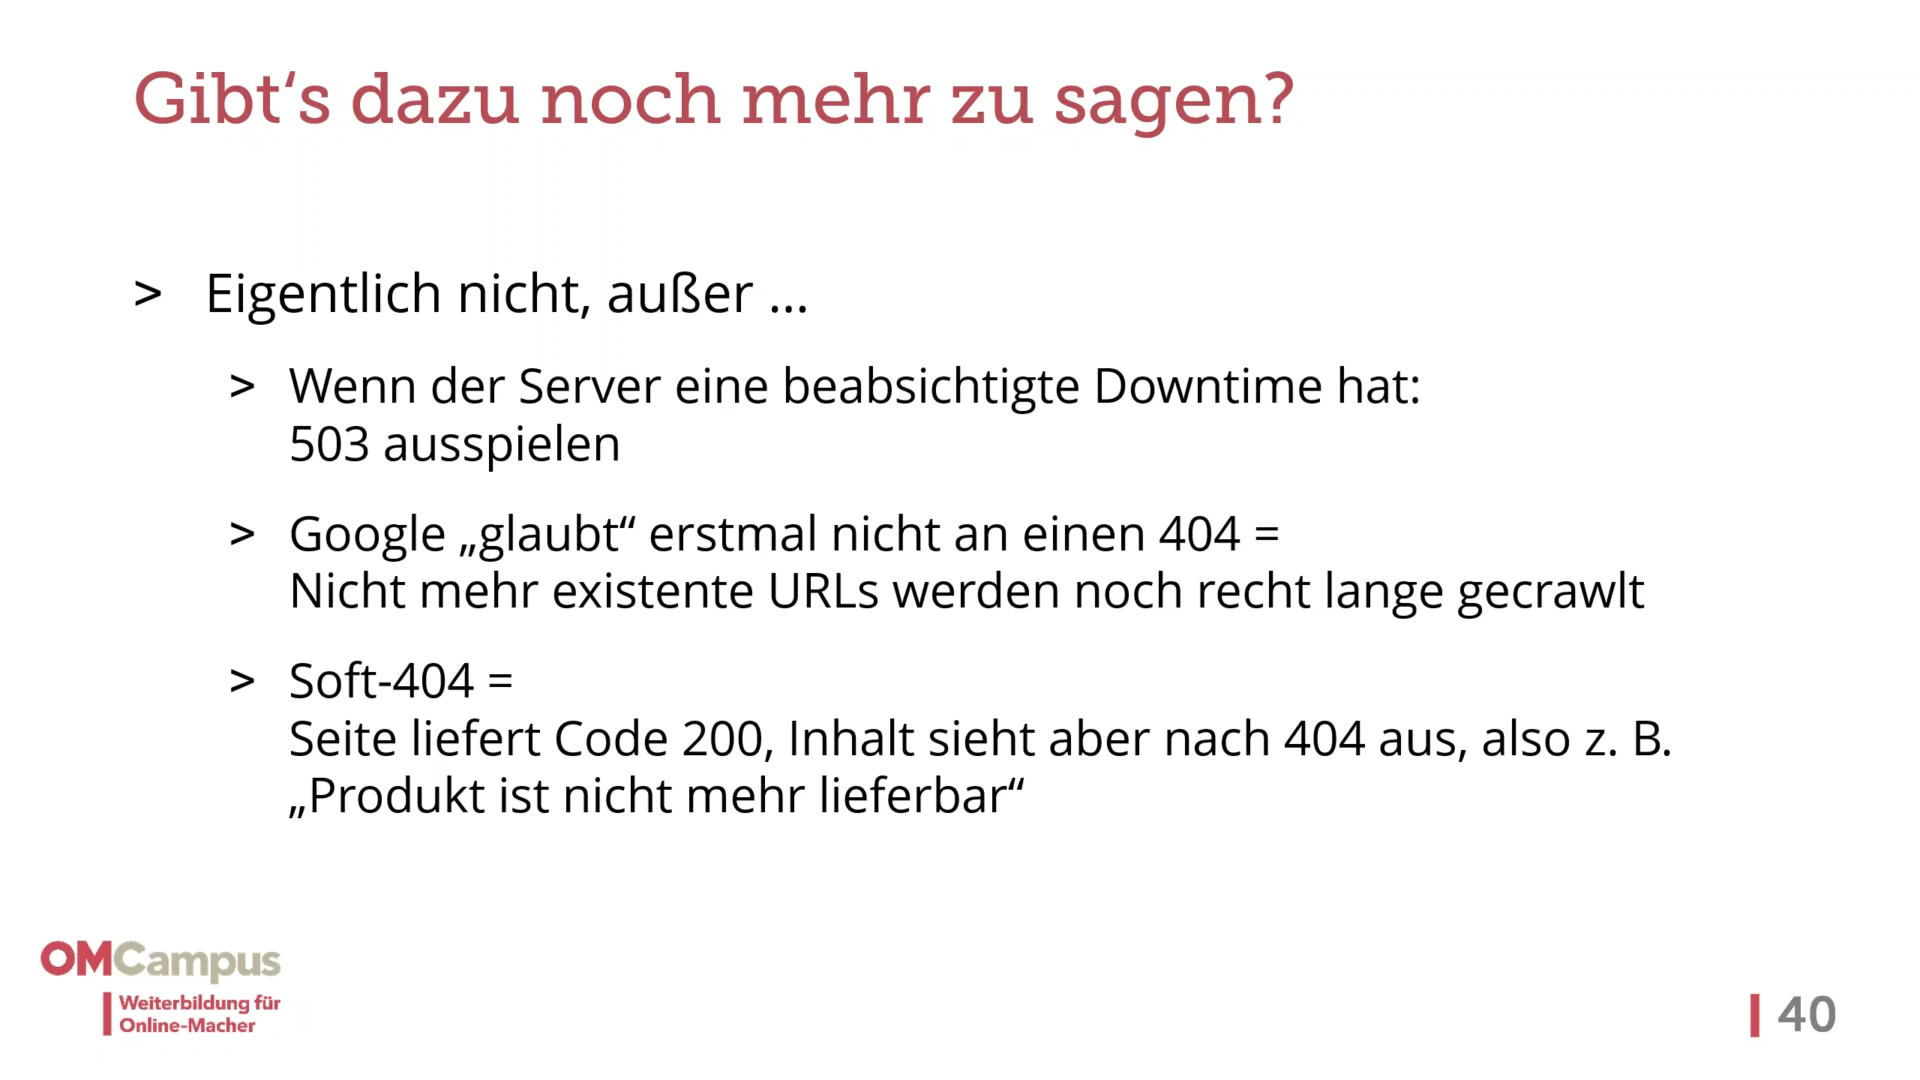 Gibt‘s dazu noch mehr zu sagen?
> Eigentlich nicht, außer ...
> Wenn der Server eine beabsichtigte Downtime hat:
503 ausspielen
> Google „glaubt“ erstmal nicht an einen 404 =
Nicht mehr existente URLs werden noch recht lange gecrawlt
> Soft-404 =
Seite liefert Code 200, Inhalt sieht aber nach 404 aus, also z. B.
„Produkt ist nicht mehr lieferbar“
OMCampus
Weiterbildung für
Online-Macher
40